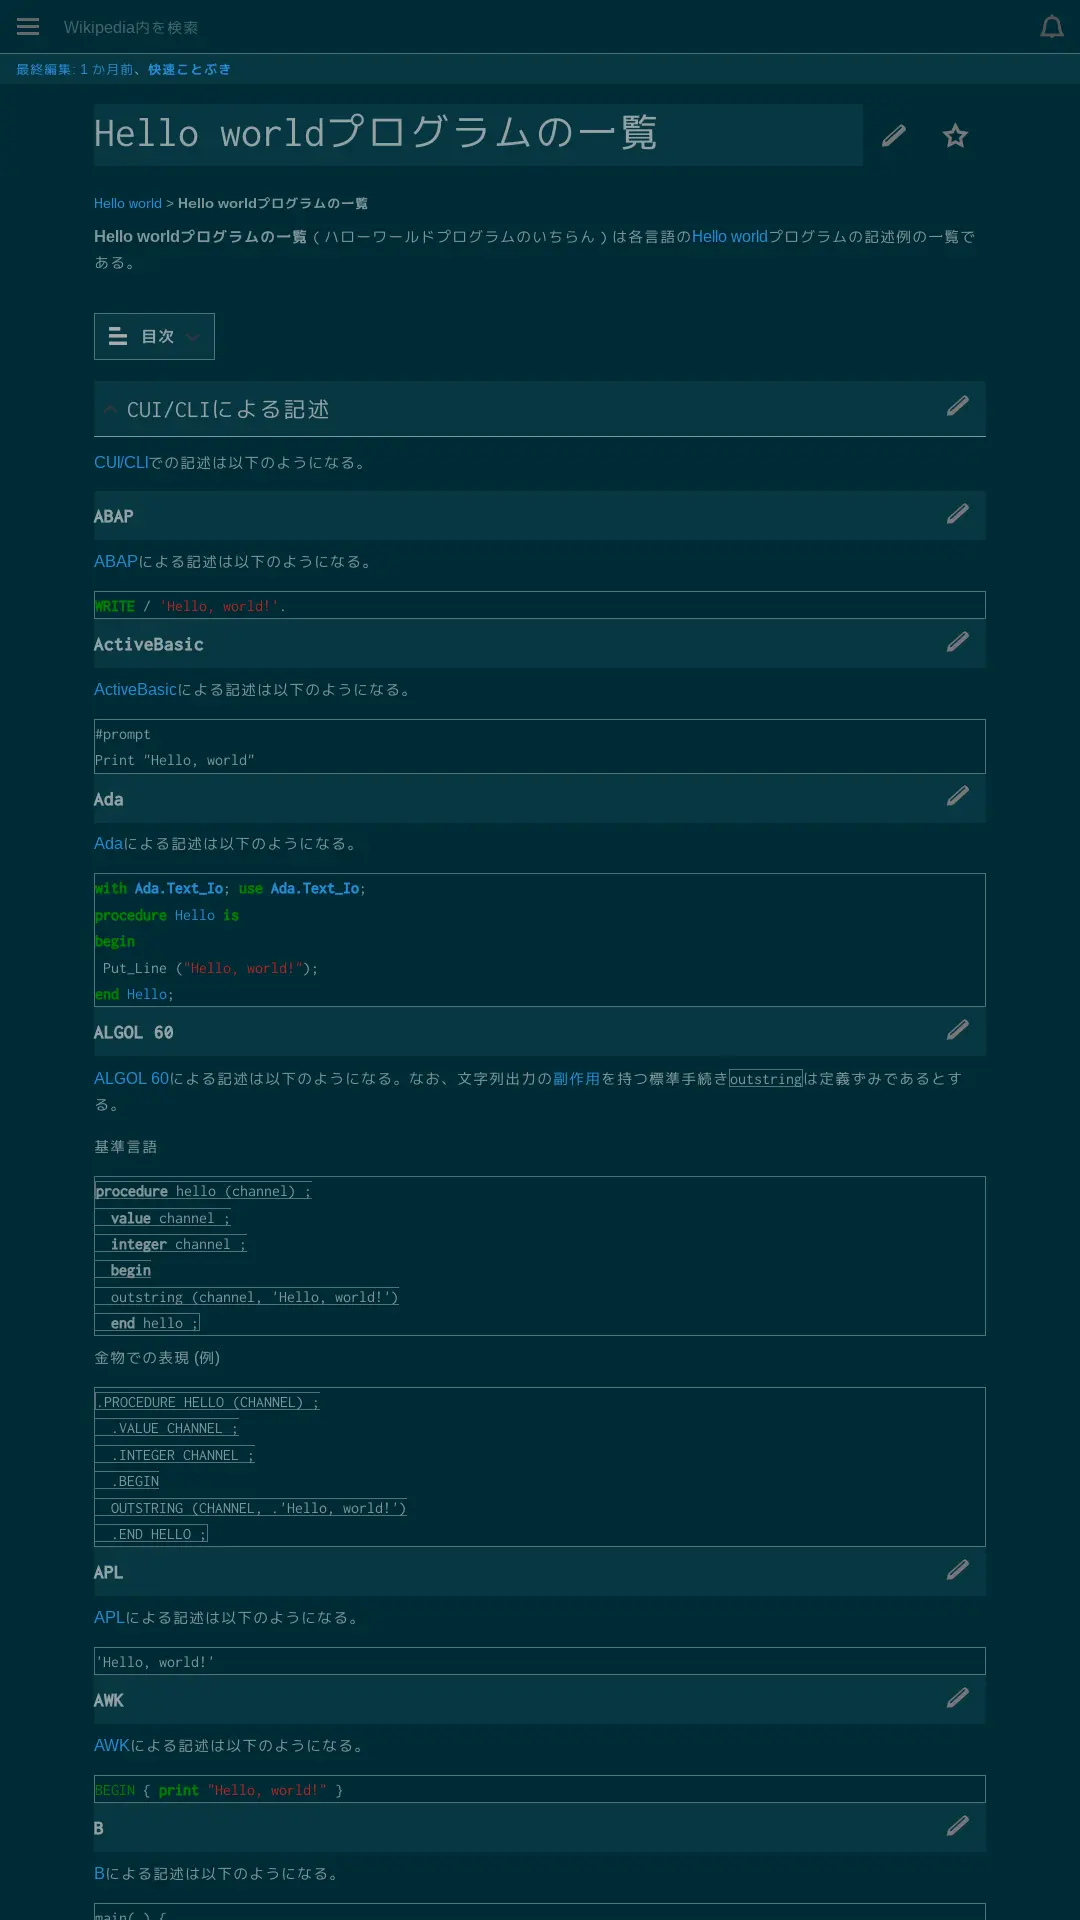 Wikipedia内を検索
最終編集: 1 か月前、快速ことぶき
Hello worldプログラムの一覧
Hello world > Hello worldプログラムの一覧
Hello worldプログラムの一覧（ハローワールドプログラムのいちらん）は各言語のHello worldプログラムの記述例の一覧で
ある。
目次
CUI/CLIによる記述
CUI/CLIでの記述は以下のようになる。
ABAP
ABAPによる記述は以下のようになる。
WRITE / 'Hello, world!'.
ActiveBasic
ActiveBasicによる記述は以下のようになる。
#prompt
Print "Hello, world"
Ada
Adaによる記述は以下のようになる。
with Ada.Text_Io; use Ada.Text_Io;
procedure Hello is
begin
 Put_Line ("Hello, world!");
end Hello;
ALGOL 60
ALGOL 60による記述は以下のようになる。なお、文字列出力の副作用を持つ標準手続きoutstringは定義ずみであるとす
る。
基準言語
procedure hello (channel) ;
  value channel ;
  integer channel ;
  begin
  outstring (channel, 'Hello, world!')
  end hello ;
金物での表現 (例)
.PROCEDURE HELLO (CHANNEL) ;
  .VALUE CHANNEL ;
  .INTEGER CHANNEL ;
  .BEGIN
  OUTSTRING (CHANNEL, .'Hello, world!')
  .END HELLO ;
APL
APLによる記述は以下のようになる。
'Hello, world!'
AWK
AWKによる記述は以下のようになる。
BEGIN { print "Hello, world!" }
B
Bによる記述は以下のようになる。
main( ) {